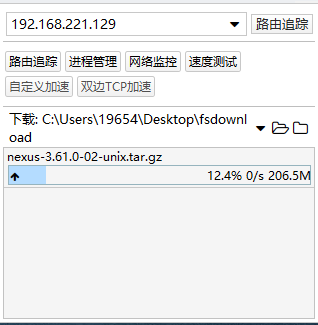 192.168.221.129 路由追踪
路由追踪 进程管理 网络监控 速度测试
自定义加速 双边TCP加速
下载: C:\Users\19654\Desktop\fsdownl
oad
nexus-3.61.0-02-unix.tar.gz
12.4% 0/s 206.5M